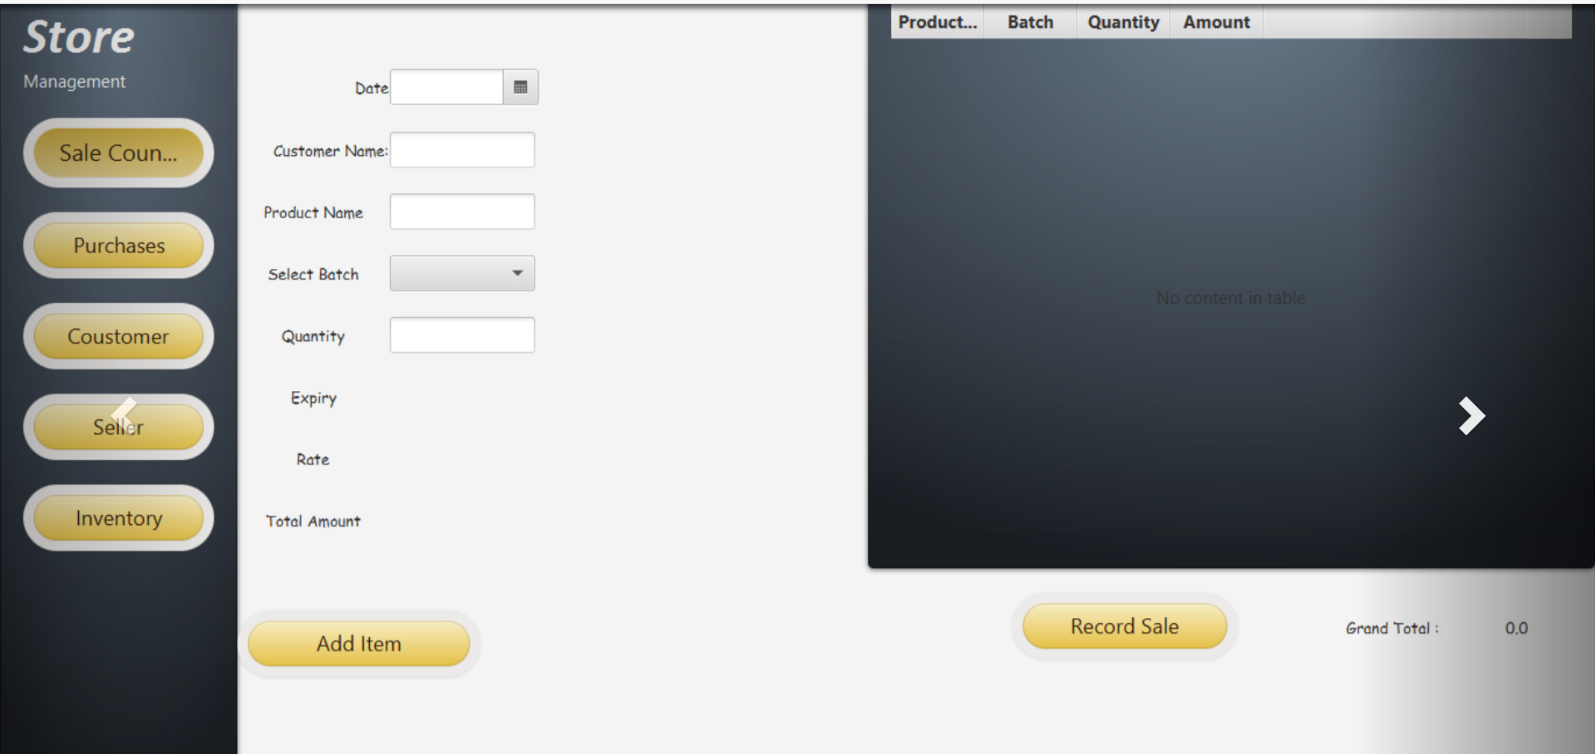 Store
Management
Sale Coun...
Purchases
Coustomer
Seller
Inventory
Date
Customer Name:
Product Name
Select Batch
Quantity
Expiry
Rate
Total Amount
Add Item
Product... Batch Quantity Amount
No content in table
Record Sale
Grand Total : 0.0